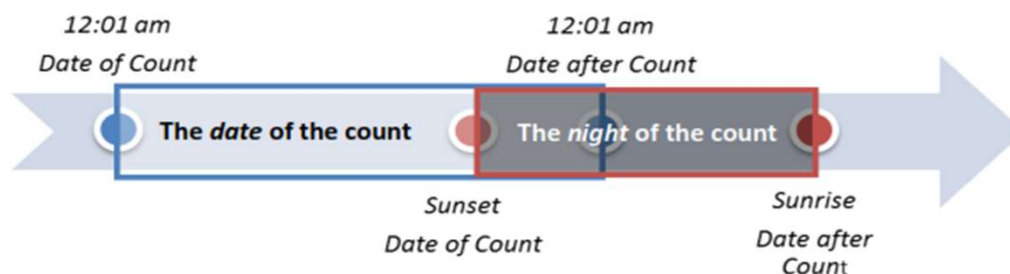 12:01 am
Date of Count
12:01 am
Date after Count
The date of the count
The night of the count
Sunset
Date of Count
Sunrise
Date after
Count